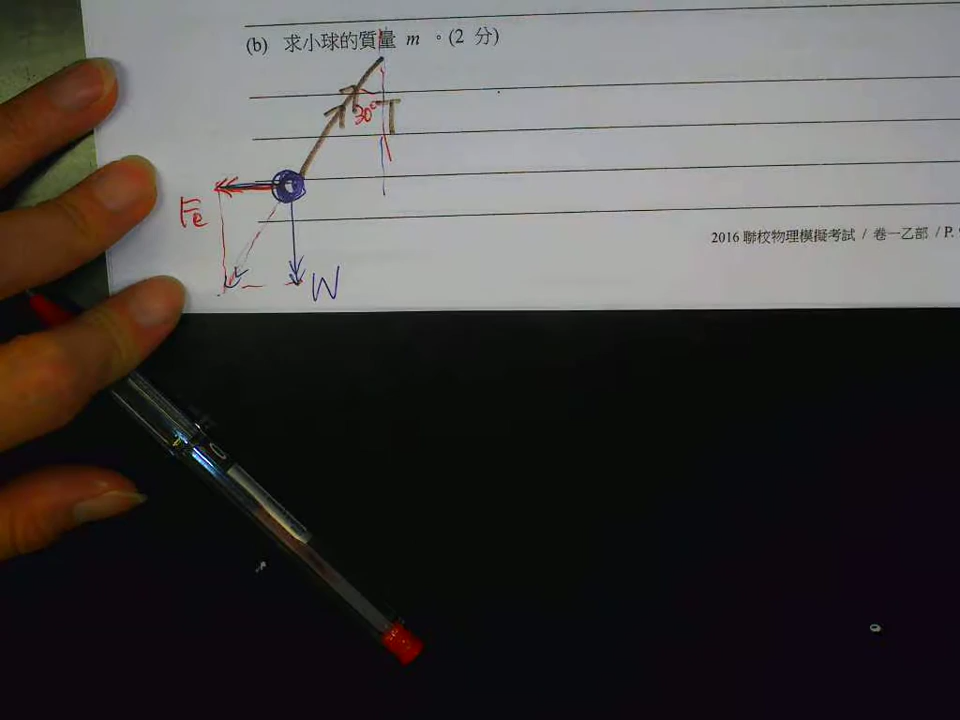 (b) 求小球的質量 m 。(2 分)
30°
T
Fe
W
2016 聯校物理模擬考試 / 卷一乙部 / P.